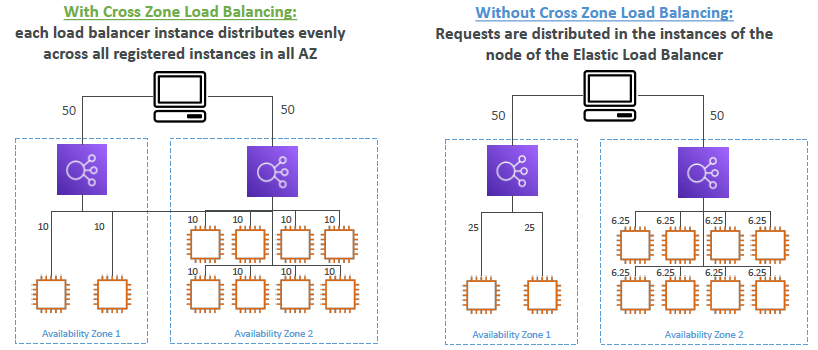 With Cross Zone Load Balancing:
each load balancer instance distributes evenly
across all registered instances in all AZ
50
50
10
10
10
10
10
10
10
10
10
10
Availability Zone 1
Availability Zone 2
Without Cross Zone Load Balancing:
Requests are distributed in the instances of the
node of the Elastic Load Balancer
50
50
25
25
6.25
6.25
6.25
6.25
6.25
6.25
6.25
6.25
Availability Zone 1
Availability Zone 2